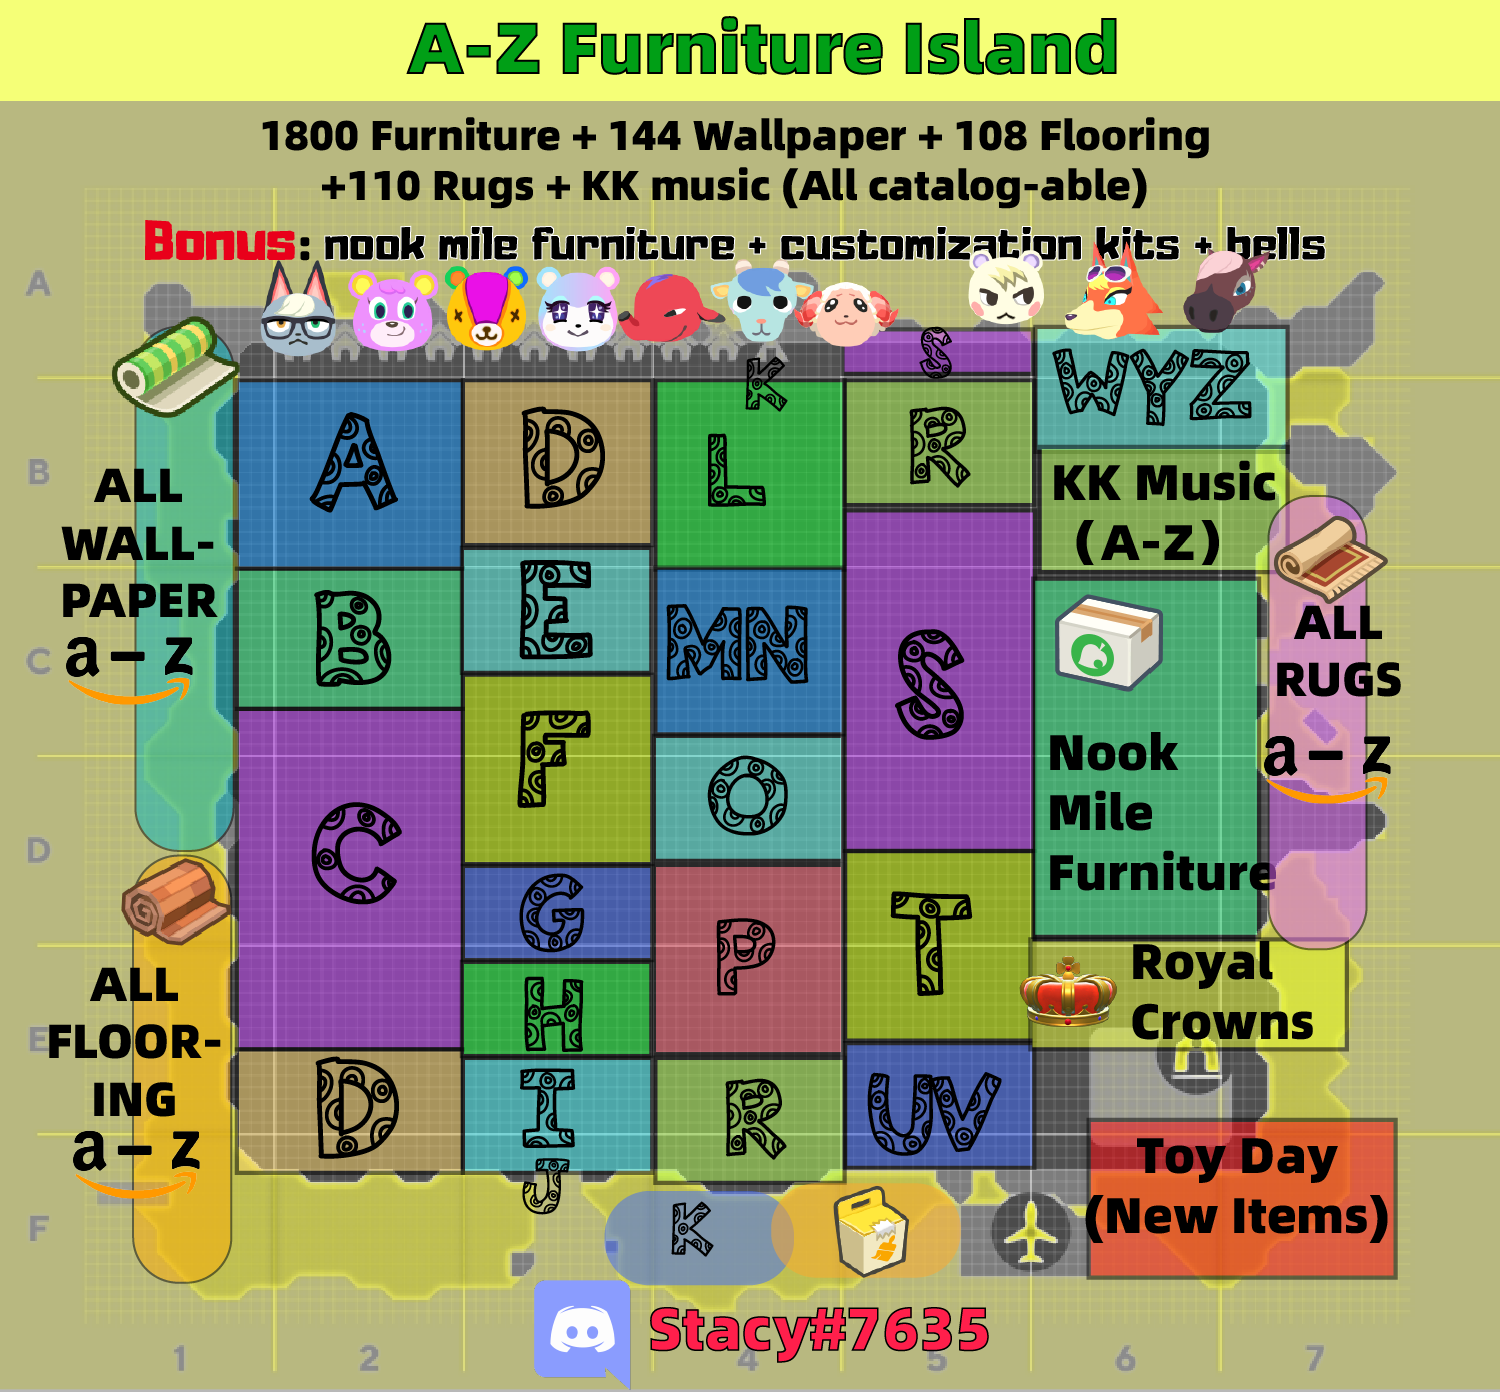 A-Z Furniture Island
1800 Furniture + 144 Wallpaper + 108 Flooring
+110 Rugs + KK music (All catalog-able)
Bonus: nook mile furniture + customization kits + bells
A
B
C
D
E
F
1
2
4
5
6
7
ALL
WALL-
PAPER
a-z
ALL
FLOOR-
ING
a-z
A
B
C
D
D
E
F
G
H
I
J
K
L
MN
O
P
R
K
S
R
S
T
UV
WYZ
KK Music
(A-Z)
Nook
Mile
Furniture
ALL
RUGS
a-z
Royal
Crowns
Toy Day
(New Items)
Stacy#7635